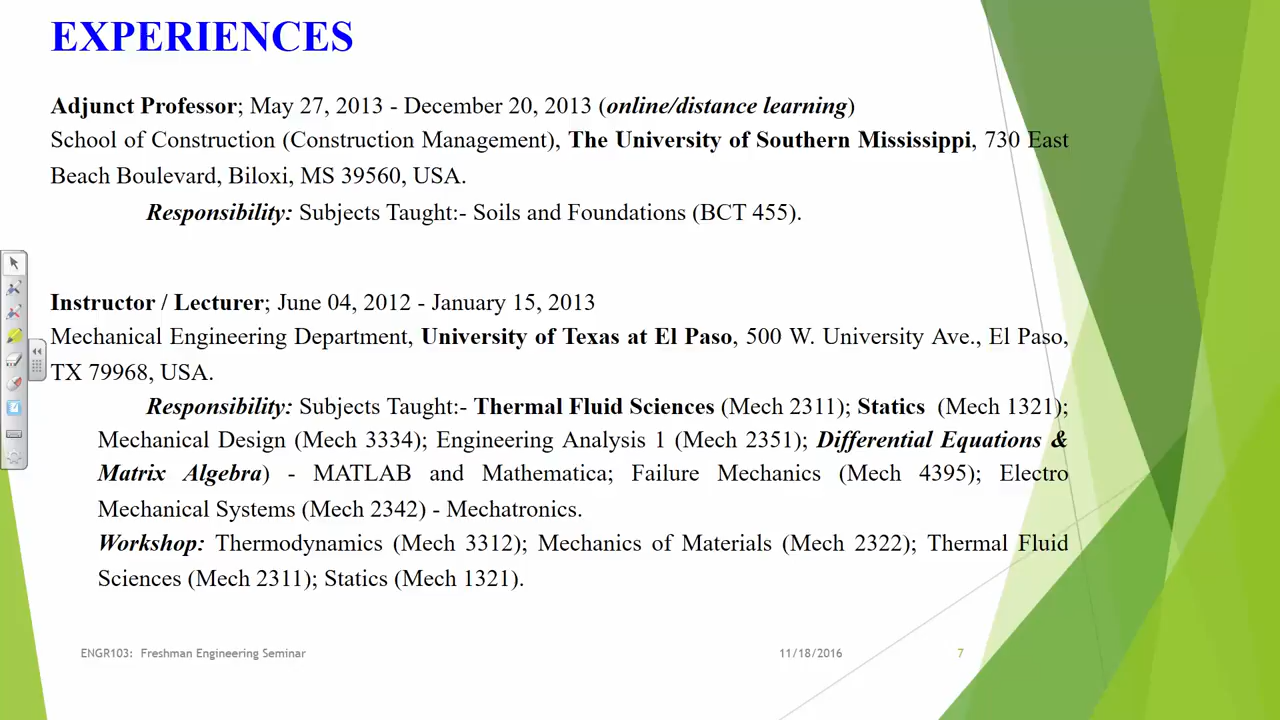 EXPERIENCES
Adjunct Professor; May 27, 2013 - December 20, 2013 (online/distance learning)
School of Construction (Construction Management), The University of Southern Mississippi, 730 East
Beach Boulevard, Biloxi, MS 39560, USA.
Responsibility: Subjects Taught:- Soils and Foundations (BCT 455).
Instructor / Lecturer; June 04, 2012 - January 15, 2013
Mechanical Engineering Department, University of Texas at El Paso, 500 W. University Ave., El Paso,
TX 79968, USA.
Responsibility: Subjects Taught:- Thermal Fluid Sciences (Mech 2311); Statics (Mech 1321);
Mechanical Design (Mech 3334); Engineering Analysis 1 (Mech 2351); Differential Equations &
Matrix Algebra) - MATLAB and Mathematica; Failure Mechanics (Mech 4395); Electro
Mechanical Systems (Mech 2342) - Mechatronics.
Workshop: Thermodynamics (Mech 3312); Mechanics of Materials (Mech 2322); Thermal Fluid
Sciences (Mech 2311); Statics (Mech 1321).
ENGR103: Freshman Engineering Seminar 11/18/2016 7